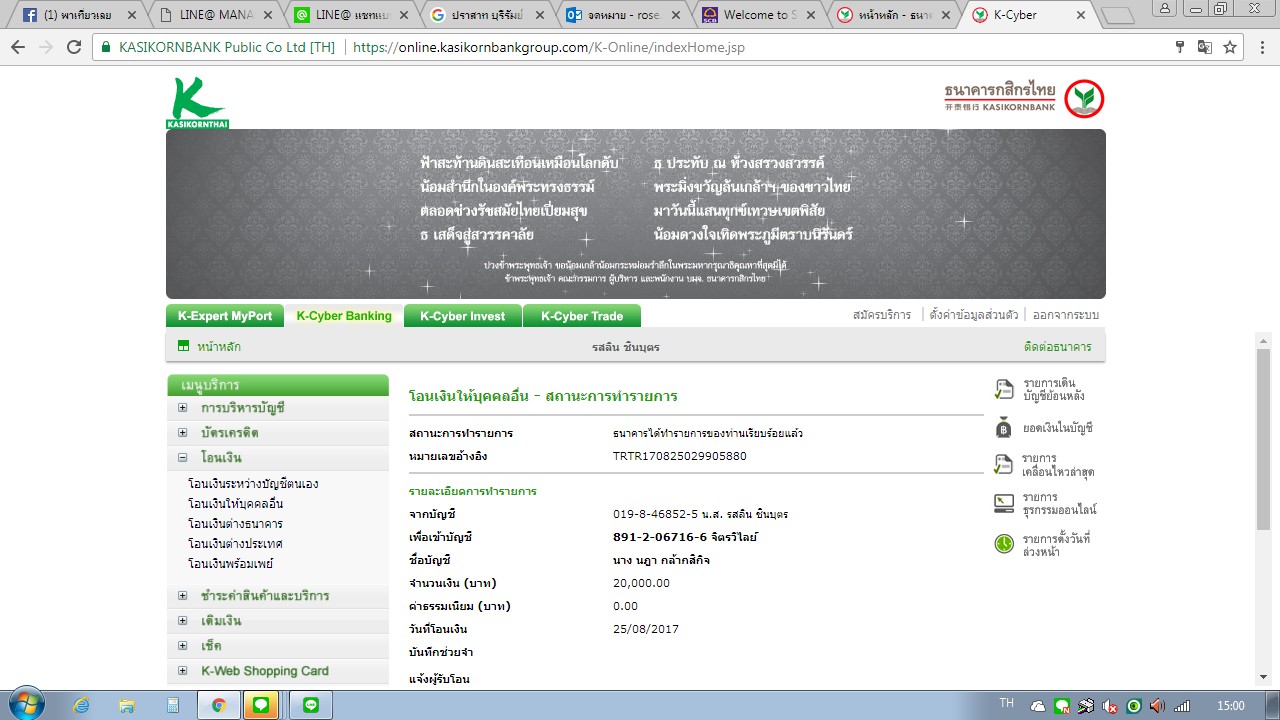 (1) ทางเกี่ยวเลย
LINE@ MANA
LINE@ แชทแบบ
ปราสาท บุรีรัมย์
จดหมาย - rose.
Welcome to S
หน้าหลัก - ธนาค
K-Cyber
KASIKORNBANK Public Co Ltd [TH]
https://online.kasikornbankgroup.com/K-Online/indexHome.jsp
KASIKORNTHAI
ธนาคารกสิกรไทย
开泰银行 KASIKORNBANK
ฟ้าสะท้านดินสะเทือนเหมือนโลกดับ ธ ประทับ ณ ห้วงสรวงสวรรค์
น้อมสำนึกในองค์พระทรงธรรม์ พระมิ่งขวัญล้นเกล้าฯ ของชาวไทย
ตลอดช่วงรัชสมัยไทยเปี่ยมสุข มาวันนี้แสนทุกข์เทวษเขตพิสัย
ธ เสด็จสู่สวรรคาลัย น้อมดวงใจเทิดพระภูมีตราบนิรันดร์
ปวงข้าพระพุทธเจ้า ขอน้อมเกล้าน้อมกระหม่อมรำลึกในพระมหากรุณาธิคุณหาที่สุดมิได้
ข้าพระพุทธเจ้า คณะกรรมการ ผู้บริหาร และพนักงาน บมจ. ธนาคารกสิกรไทย
K-Expert MyPort
K-Cyber Banking
K-Cyber Invest
K-Cyber Trade
สมัครบริการ
ตั้งค่าข้อมูลส่วนตัว
ออกจากระบบ
หน้าหลัก
รสลิน ชินบุตร
ติดต่อธนาคาร
เมนูบริการ
การบริหารบัญชี
บัตรเครดิต
โอนเงิน
โอนเงินระหว่างบัญชีตนเอง
โอนเงินให้บุคคลอื่น
โอนเงินต่างธนาคาร
โอนเงินต่างประเทศ
โอนเงินพร้อมเพย์
ชำระค่าสินค้าและบริการ
เติมเงิน
เช็ค
K-Web Shopping Card
โอนเงินให้บุคคลอื่น - สถานะการทำรายการ
สถานะการทำรายการ ธนาคารได้ทำรายการของท่านเรียบร้อยแล้ว
หมายเลขอ้างอิง TRTR170825029905880
รายละเอียดการทำรายการ
จากบัญชี 019-8-46852-5 น.ส. รสลิน ชินบุตร
เพื่อเข้าบัญชี 891-2-06716-6 จิตรวิไลย์
ชื่อบัญชี นาง นฎา กล้ากสิกิจ
จำนวนเงิน (บาท) 20,000.00
ค่าธรรมเนียม (บาท) 0.00
วันที่โอนเงิน 25/08/2017
บันทึกช่วยจำ
แจ้งผู้รับโอน
รายการเดิน
บัญชีย้อนหลัง
ยอดเงินในบัญชี
รายการ
เคลื่อนไหวล่าสุด
รายการ
ธุรกรรมออนไลน์
รายการตั้งวันที่
ล่วงหน้า
TH
15:00